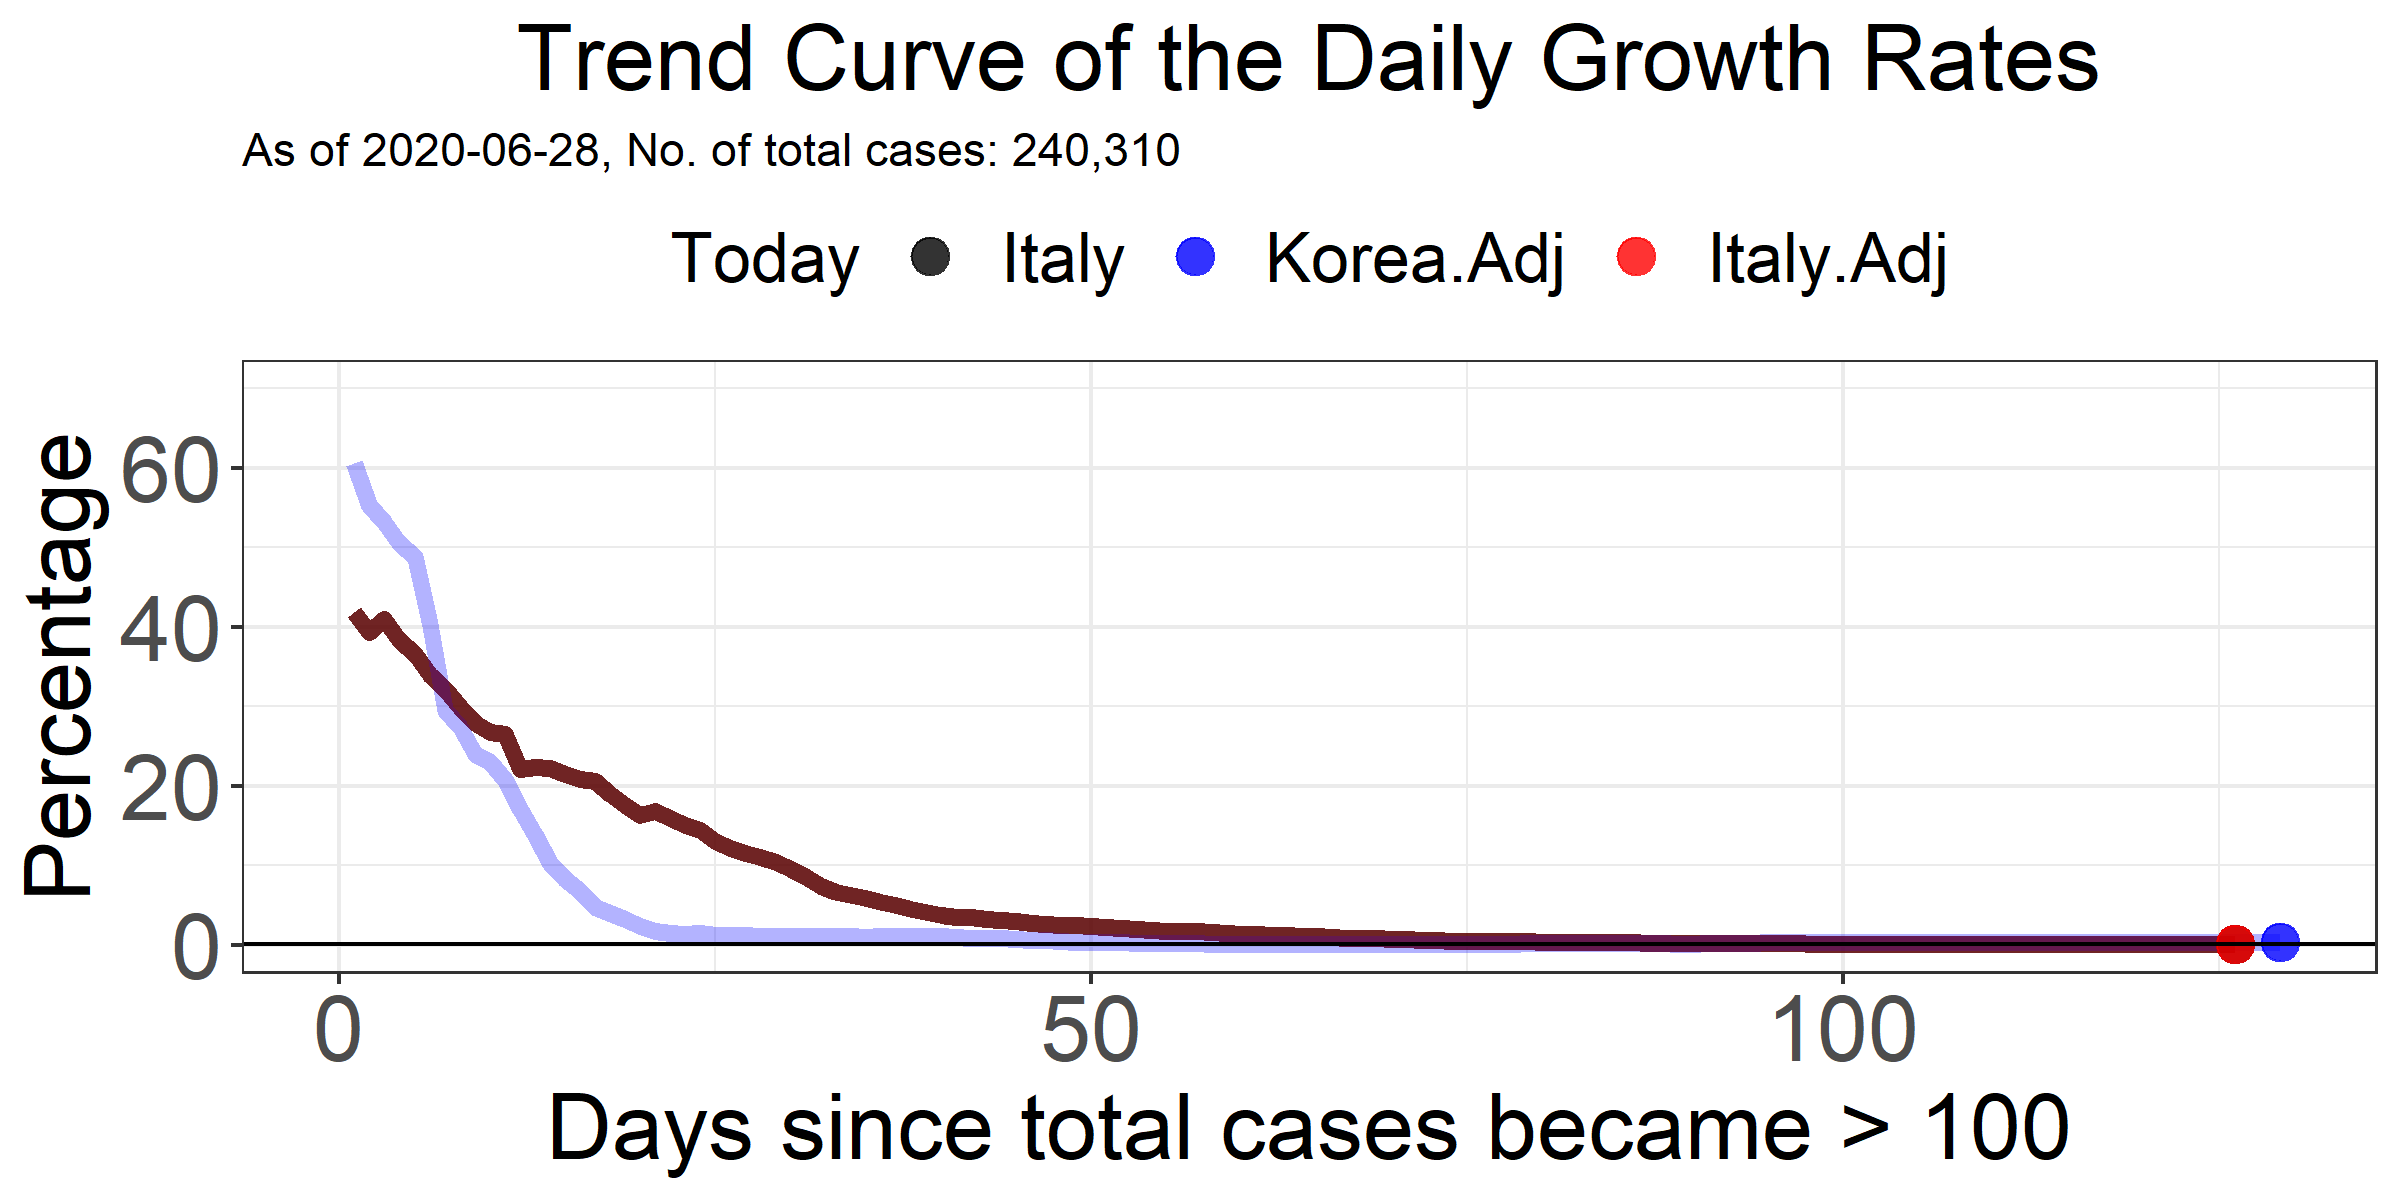 Trend Curve of the Daily Growth Rates
As of 2020-06-28, No. of total cases: 240,310
Today Italy Korea.Adj Italy.Adj
Percentage
60
40
20
0
0 50 100
Days since total cases became > 100